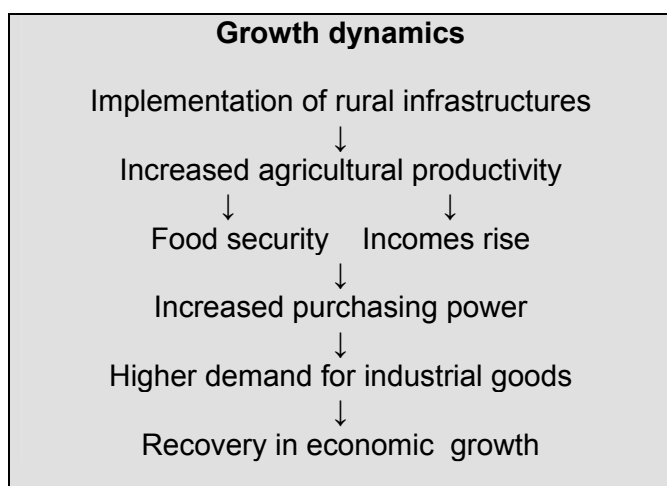 Growth dynamics
Implementation of rural infrastructures
↓
Increased agricultural productivity
↓ ↓
Food security Incomes rise
↓
Increased purchasing power
↓
Higher demand for industrial goods
↓
Recovery in economic growth